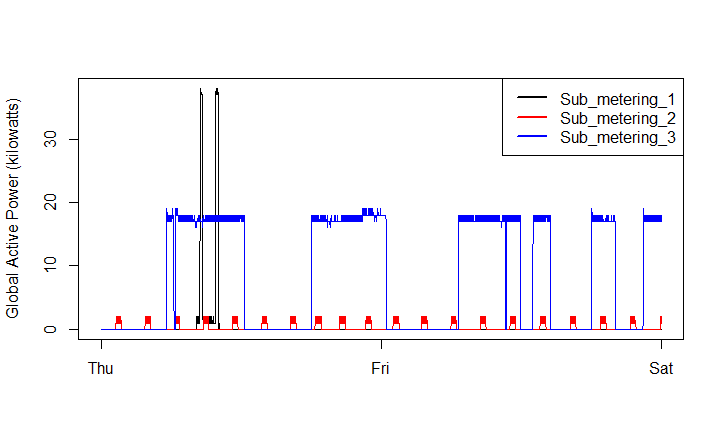 Sub_metering_1
Sub_metering_2
Sub_metering_3
Global Active Power (kilowatts)
30
20
10
0
Thu
Fri
Sat